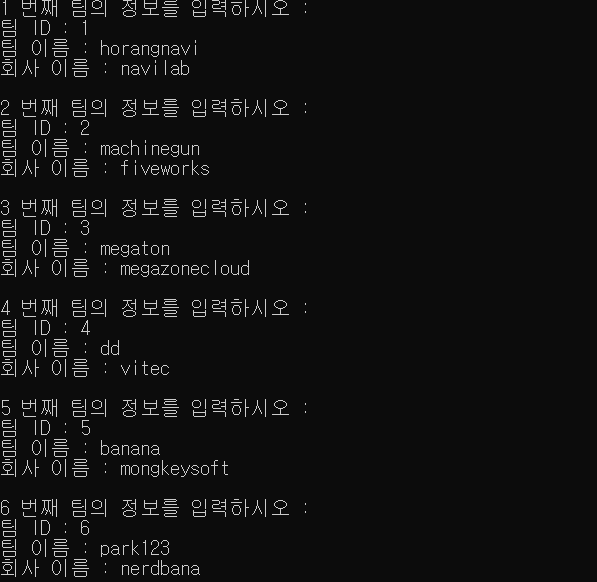 1 번째 팀의 정보를 입력하시오 :
팀 ID : 1
팀 이름 : horangnavi
회사 이름 : navilab
2 번째 팀의 정보를 입력하시오 :
팀 ID : 2
팀 이름 : machinegun
회사 이름 : fiveworks
3 번째 팀의 정보를 입력하시오 :
팀 ID : 3
팀 이름 : megaton
회사 이름 : megazonecloud
4 번째 팀의 정보를 입력하시오 :
팀 ID : 4
팀 이름 : dd
회사 이름 : vitec
5 번째 팀의 정보를 입력하시오 :
팀 ID : 5
팀 이름 : banana
회사 이름 : mongkeysoft
6 번째 팀의 정보를 입력하시오 :
팀 ID : 6
팀 이름 : park123
회사 이름 : nerdbana